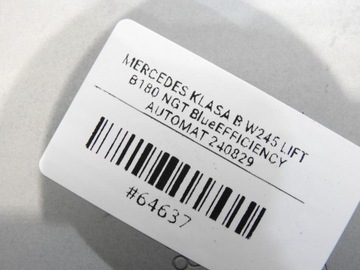 MERCEDES KLASA B W245 LIFT
B180 NGT BlueEFFICIENCY
AUTOMAT 240829
#64637